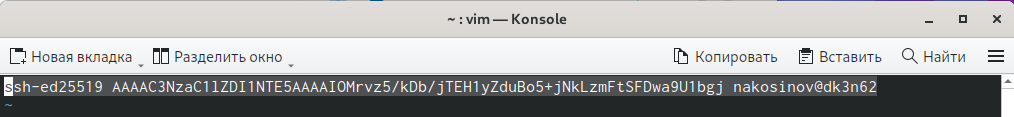 ~ : vim — Konsole
Новая вкладка Разделить окно Копировать Вставить Найти
ssh-ed25519 AAAAC3NzaC1lZDI1NTE5AAAAIOMrvz5/kDb/jTEH1yZduBo5+jNkLzmFtSFDwa9U1bgj nakosinov@dk3n62
~